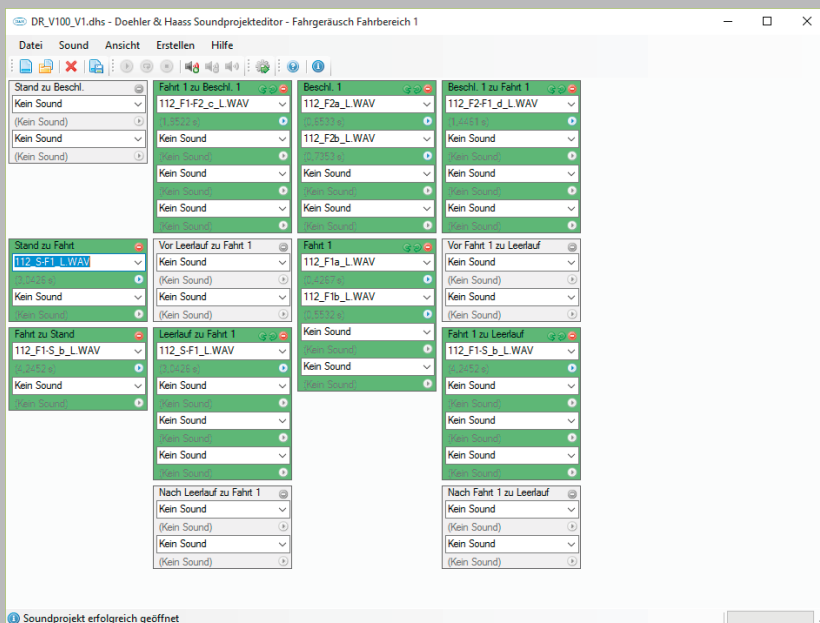 DR_V100_V1.dhs - Doehler & Haass Soundprojekteditor - Fahrgeräusch Fahrbereich 1
Datei Sound Ansicht Erstellen Hilfe
Stand zu Beschl.
Kein Sound
(Kein Sound)
Kein Sound
(Kein Sound)
Fahrt 1 zu Beschl. 1
112_F1-F2_c_L.WAV
(1,9522 s)
Kein Sound
(Kein Sound)
Kein Sound
(Kein Sound)
Kein Sound
(Kein Sound)
Beschl. 1
112_F2a_L.WAV
112_F2b_L.WAV
(0,7353 s)
Kein Sound
(Kein Sound)
Kein Sound
(Kein Sound)
Beschl. 1 zu Fahrt 1
112_F2-F1_d_L.WAV
Kein Sound
(Kein Sound)
Kein Sound
(Kein Sound)
Kein Sound
(Kein Sound)
Stand zu Fahrt
112_S-F1_L.WAV
(3,0426 s)
Kein Sound
(Kein Sound)
Vor Leerlauf zu Fahrt 1
Kein Sound
(Kein Sound)
Kein Sound
(Kein Sound)
Fahrt 1
112_F1a_L.WAV
(0,4267 s)
112_F1b_L.WAV
(0,5532 s)
Kein Sound
(Kein Sound)
Kein Sound
(Kein Sound)
Vor Fahrt 1 zu Leerlauf
Kein Sound
(Kein Sound)
Kein Sound
(Kein Sound)
Fahrt zu Stand
112_F1-S_b_L.WAV
(4,2452 s)
Kein Sound
(Kein Sound)
Leerlauf zu Fahrt 1
112_S-F1_L.WAV
(3,0426 s)
Kein Sound
(Kein Sound)
Kein Sound
(Kein Sound)
Kein Sound
(Kein Sound)
Fahrt 1 zu Leerlauf
112_F1-S_b_L.WAV
(4,2452 s)
Kein Sound
(Kein Sound)
Kein Sound
(Kein Sound)
Kein Sound
(Kein Sound)
Nach Leerlauf zu Fahrt 1
Kein Sound
(Kein Sound)
Kein Sound
(Kein Sound)
Nach Fahrt 1 zu Leerlauf
Kein Sound
(Kein Sound)
Kein Sound
(Kein Sound)
Soundprojekt erfolgreich geöffnet